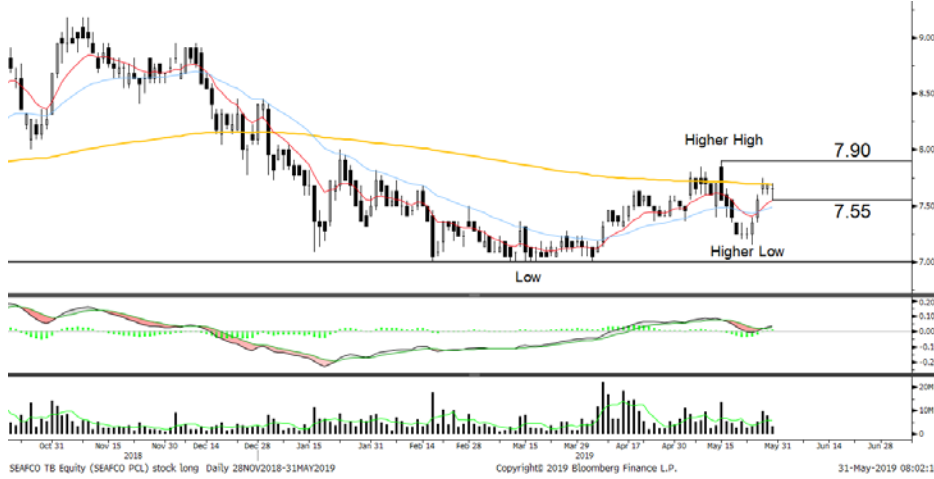 9.00
8.50
Higher High
8.00
7.90
7.50
7.55
Higher Low
7.00
Low
0.20
0.10
0.00
-0.1
-0.2
20M
10M
0
Oct 31 Nov 15 Nov 30 Dec 14 Dec 28 Jan 15 Jan 31 Feb 14 Feb 28 Mar 15 Mar 29 Apr 17 Apr 30 May 15 May 31 Jun 14 Jun 28
2018 2019
SEAFCO TB Equity (SEAFCO PCL) stock long Daily 28NOV2018-31MAY2019 Copyright© 2019 Bloomberg Finance L.P. 31-May-2019 08:02:1